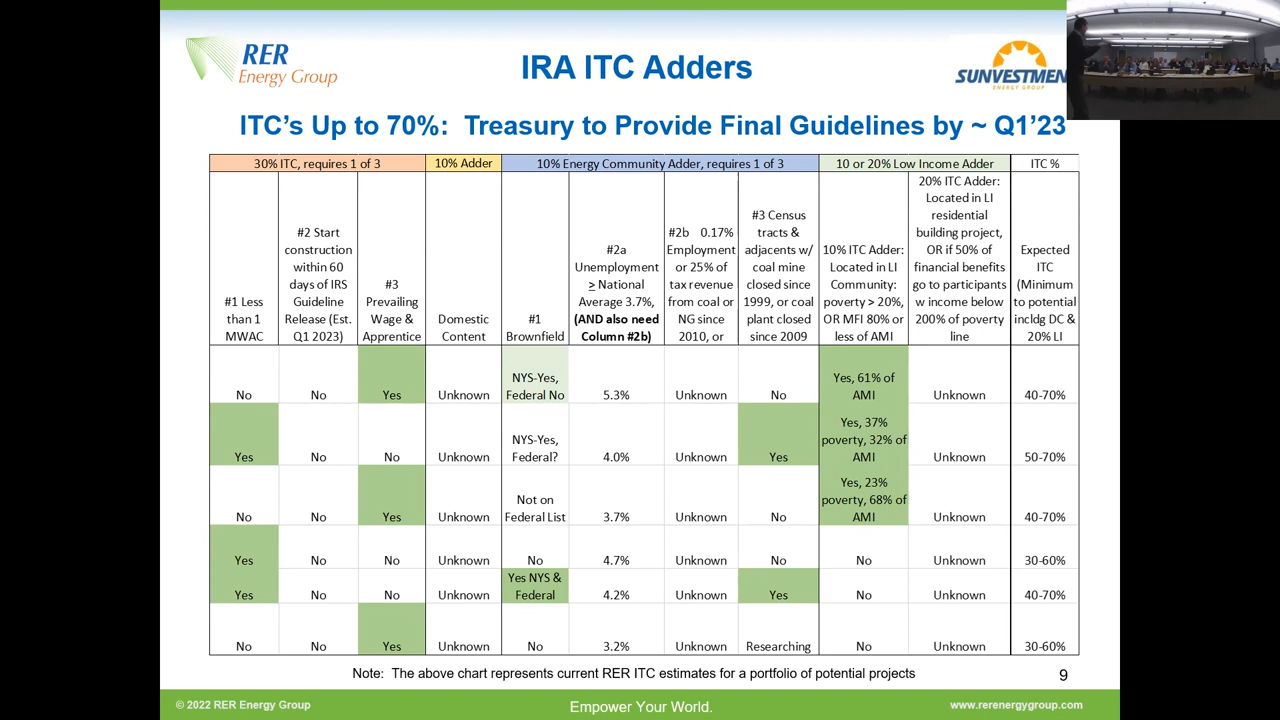 RER
Energy Group
IRA ITC Adders
SUNVESTMEN
ENERGY GROUP
ITC's Up to 70%: Treasury to Provide Final Guidelines by ~ Q1'23
30% ITC, requires 1 of 3
10% Adder
10% Energy Community Adder, requires 1 of 3
10 or 20% Low Income Adder
ITC %
#1 Less
than 1
MWAC
#2 Start
construction
within 60
days of IRS
Guideline
Release (Est.
Q1 2023)
#3
Prevailing
Wage &
Apprentice
Domestic
Content
#1
Brownfield
#2a
Unemployment
≥ National
Average 3.7%,
(AND also need
Column #2b)
#2b 0.17%
Employment
or 25% of
tax revenue
from coal or
NG since
2010, or
#3 Census
tracts &
adjacents w/
coal mine
closed since
1999, or coal
plant closed
since 2009
10% ITC Adder:
Located in LI
Community:
poverty > 20%,
OR MFI 80% or
less of AMI
20% ITC Adder:
Located in LI
residential
building project,
OR if 50% of
financial benefits
go to participants
w income below
200% of poverty
line
Expected
ITC
(Minimum
to potential
incldg DC &
20% LI
No
No
Yes
Unknown
NYS-Yes,
Federal No
5.3%
Unknown
No
Yes, 61% of
AMI
Unknown
40-70%
Yes
No
No
Unknown
NYS-Yes,
Federal?
4.0%
Unknown
Yes
Yes, 37%
poverty, 32% of
AMI
Unknown
50-70%
No
No
Yes
Unknown
Not on
Federal List
3.7%
Unknown
No
Yes, 23%
poverty, 68% of
AMI
Unknown
40-70%
Yes
No
No
Unknown
No
4.7%
Unknown
No
No
Unknown
30-60%
Yes
No
No
Unknown
Yes NYS &
Federal
4.2%
Unknown
Yes
No
Unknown
40-70%
No
No
Yes
Unknown
No
3.2%
Unknown
Researching
No
Unknown
30-60%
Note: The above chart represents current RER ITC estimates for a portfolio of potential projects
9
© 2022 RER Energy Group
Empower Your World.
www.rerenergygroup.com